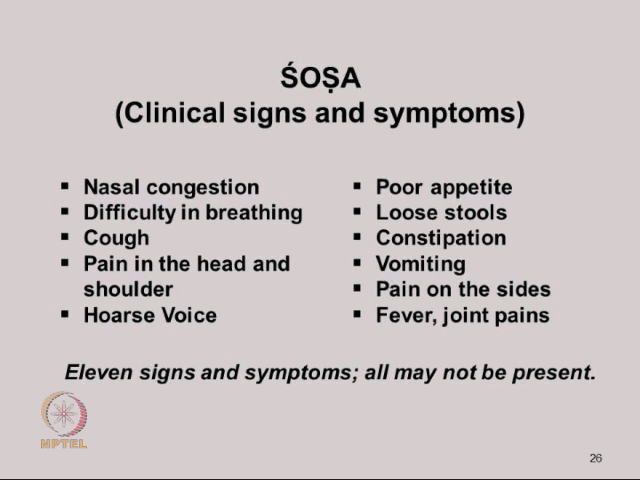 ŚOṢA
(Clinical signs and symptoms)
▪ Nasal congestion
▪ Difficulty in breathing
▪ Cough
▪ Pain in the head and
shoulder
▪ Hoarse Voice
▪ Poor appetite
▪ Loose stools
▪ Constipation
▪ Vomiting
▪ Pain on the sides
▪ Fever, joint pains
Eleven signs and symptoms; all may not be present.
NPTEL
26